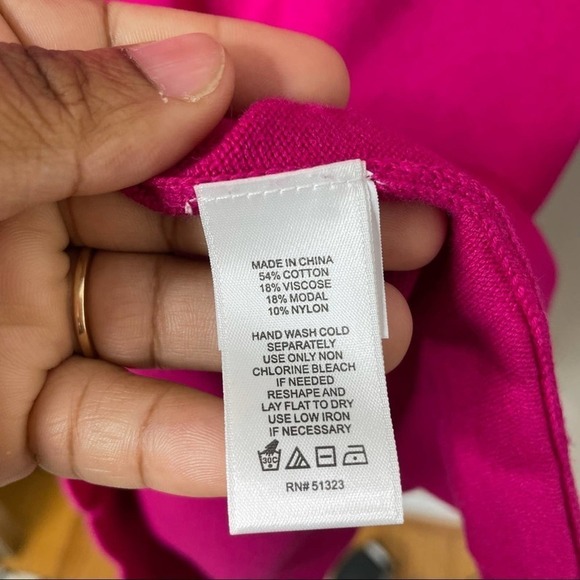 MADE IN CHINA
54% COTTON
18% VISCOSE
18% MODAL
10% NYLON
HAND WASH COLD
SEPARATELY
USE ONLY NON
CHLORINE BLEACH
IF NEEDED
RESHAPE AND
LAY FLAT TO DRY
USE LOW IRON
IF NECESSARY
30C
RN# 51323